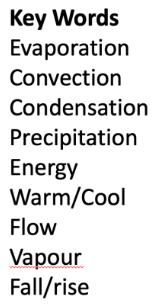 Key Words
Evaporation
Convection
Condensation
Precipitation
Energy
Warm/Cool
Flow
Vapour
Fall/rise